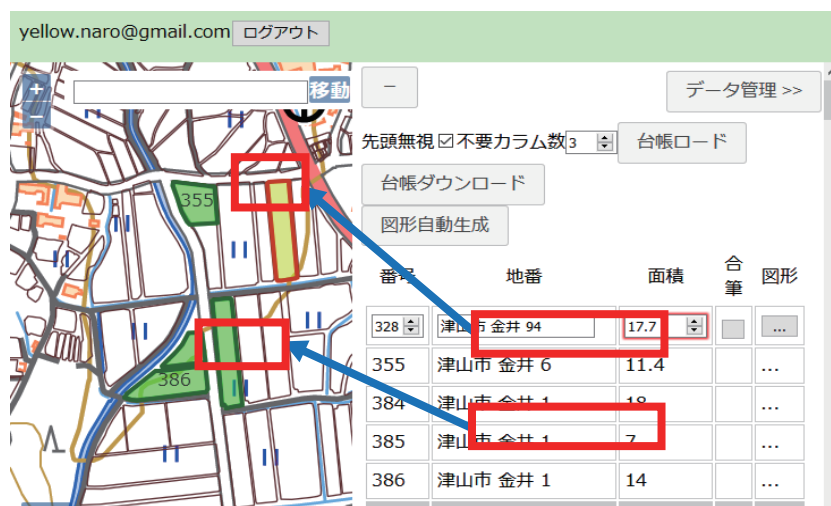 yellow.naro@gmail.com ログアウト
+
移動
−
355
386
−
データ管理 >>
先頭無視 不要カラム数 3 台帳ロード
台帳ダウンロード
図形自動生成
番号 地番 面積 合筆 図形
328 津山市 金井 94 17.7 ...
355 津山市 金井 6 11.4 ...
384 津山市 金井 1 18 ...
385 津山市 金井 1 7 ...
386 津山市 金井 1 14 ...